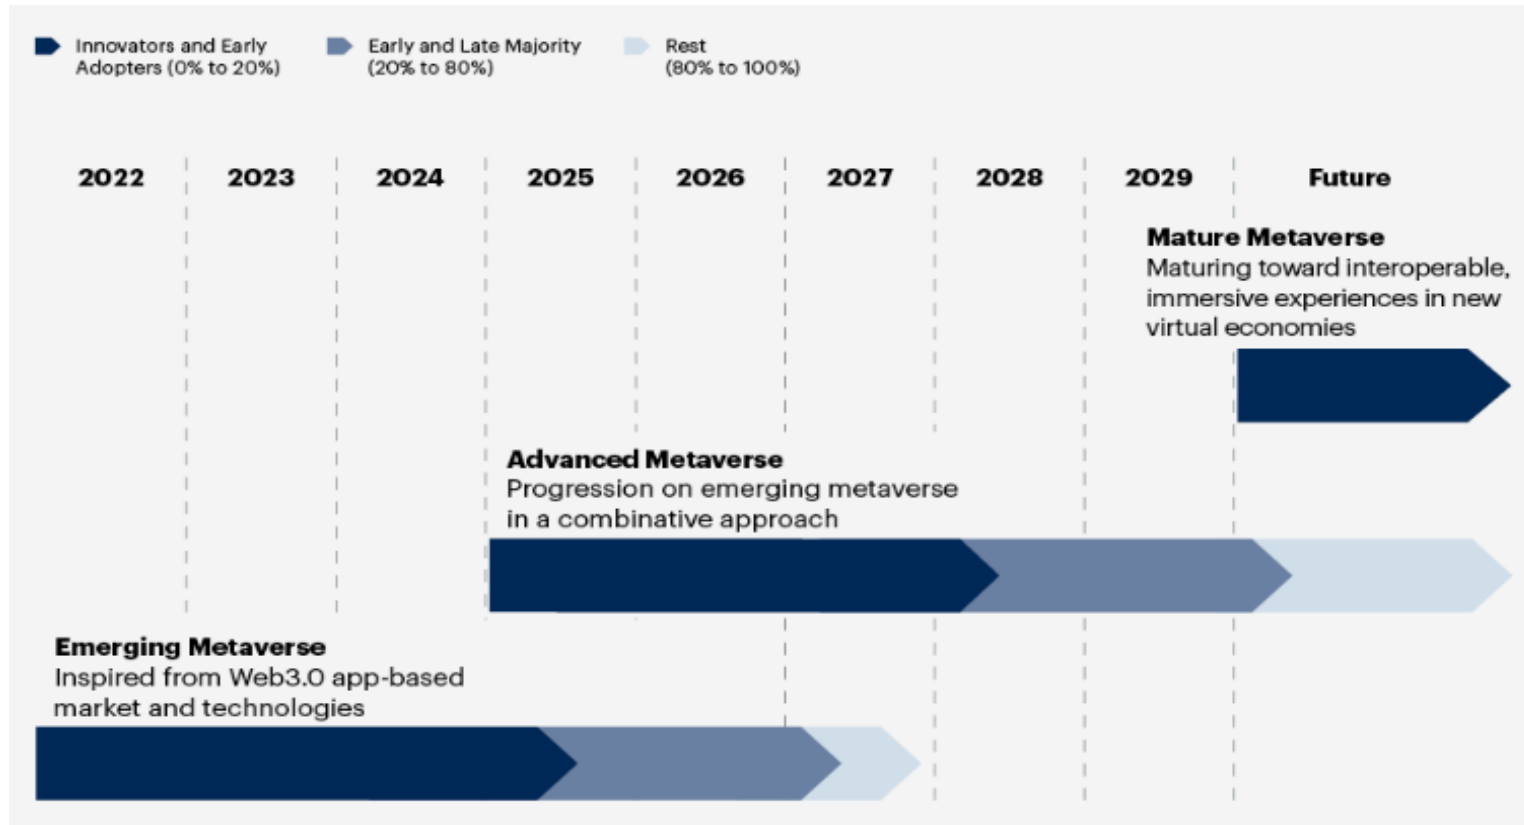 Innovators and Early
Adopters (0% to 20%)
Early and Late Majority
(20% to 80%)
Rest
(80% to 100%)
2022
2023
2024
2025
2026
2027
2028
2029
Future
Mature Metaverse
Maturing toward interoperable,
immersive experiences in new
virtual economies
Advanced Metaverse
Progression on emerging metaverse
in a combinative approach
Emerging Metaverse
Inspired from Web3.0 app-based
market and technologies